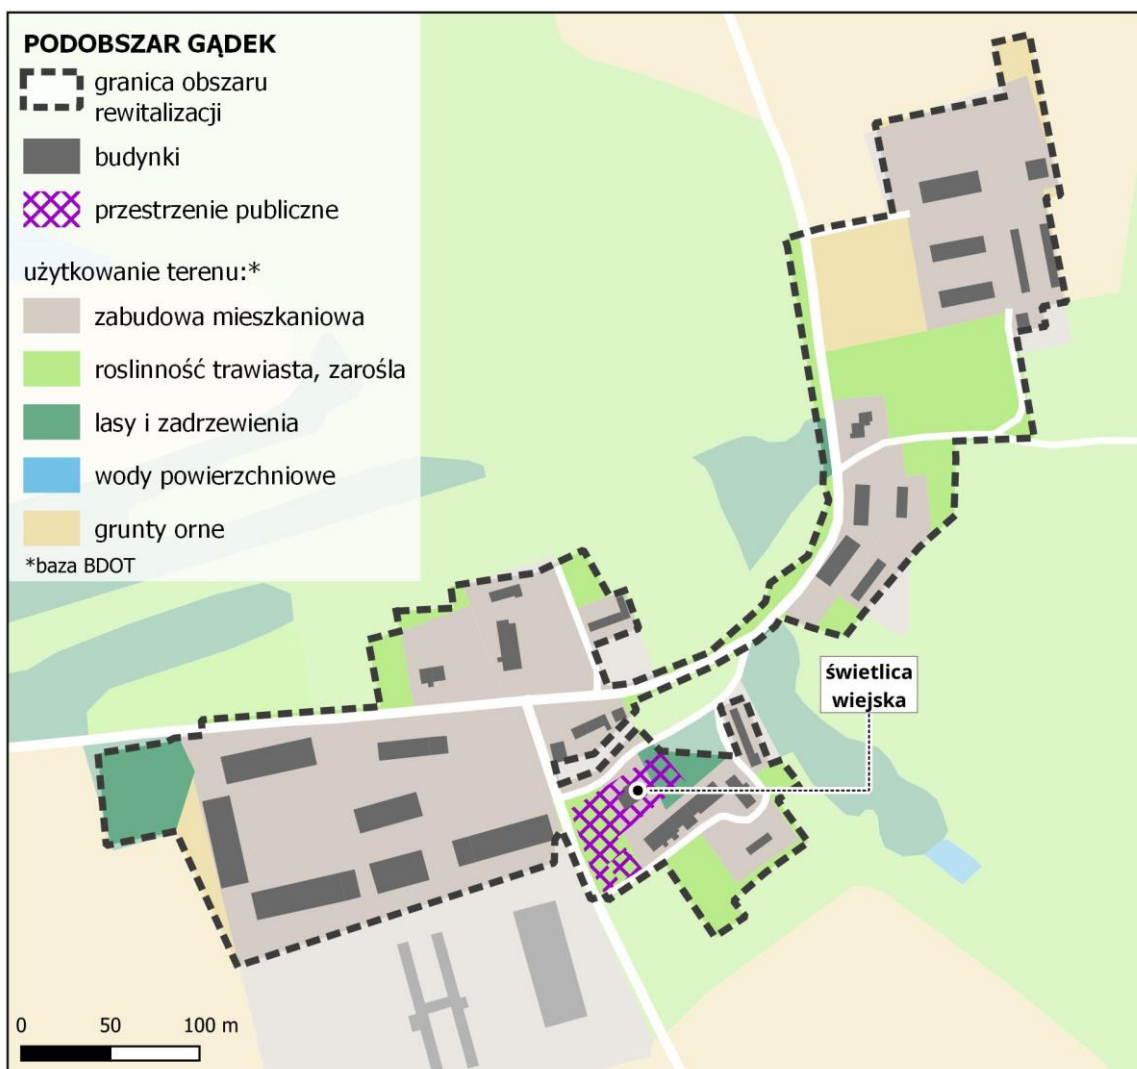 PODOBSZAR GĄDEK
granica obszaru
rewitalizacji
budynki
przestrzenie publiczne
użytkowanie terenu:*
zabudowa mieszkaniowa
roslinność trawiasta, zarośla
lasy i zadrzewienia
wody powierzchniowe
grunty orne
*baza BDOT
świetlica
wiejska
0 50 100 m